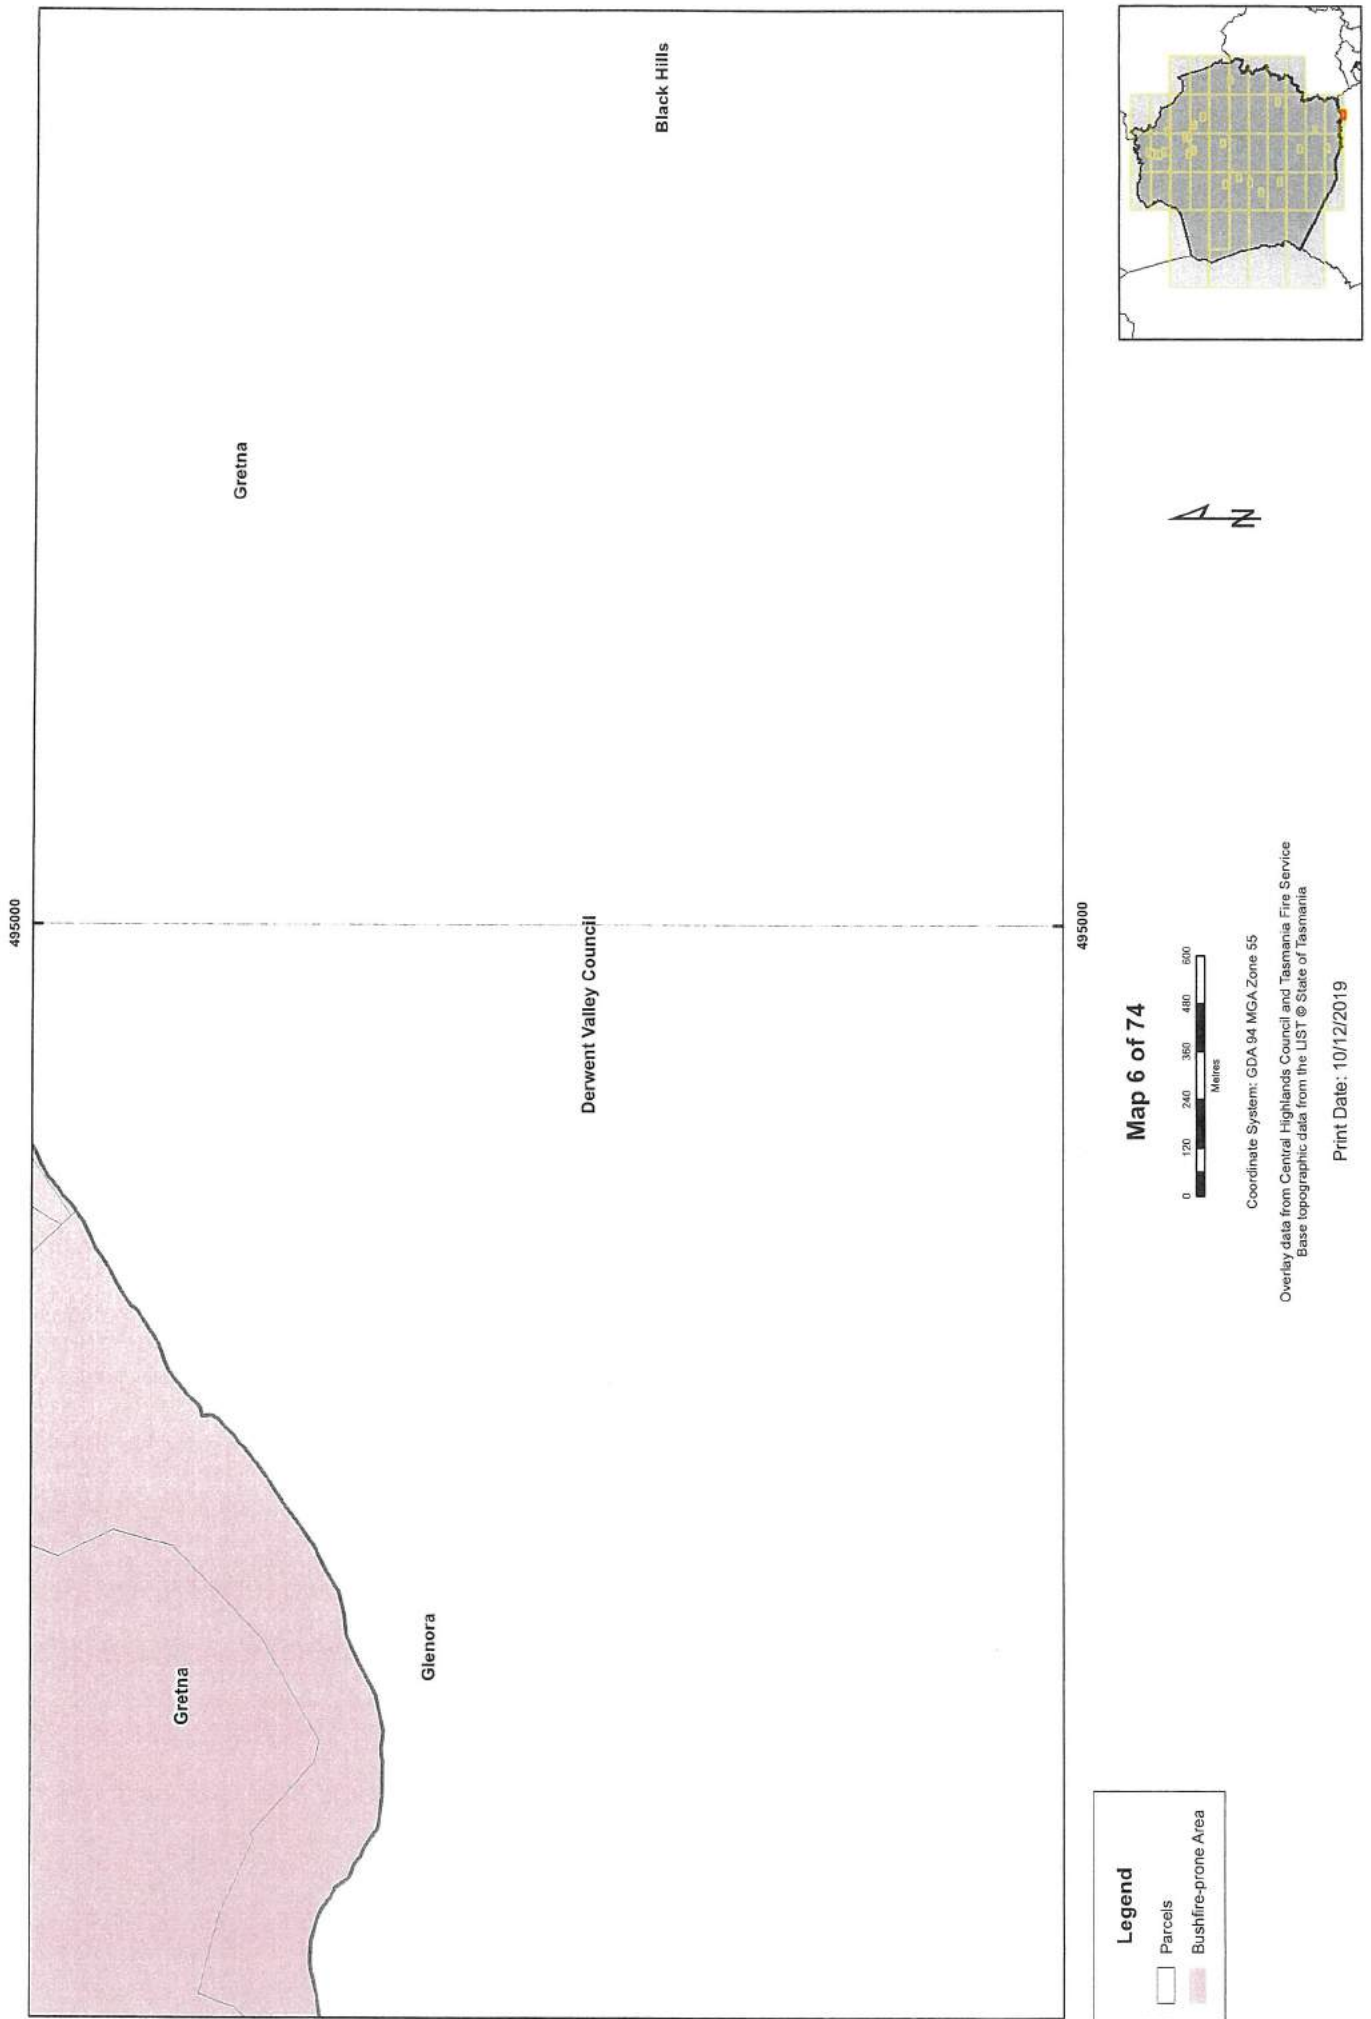 495000
Gretna
Black Hills
Gretna
Derwent Valley Council
Glenora
495000
Legend
Parcels
Bushfire-prone Area
Map 6 of 74
0 120 240 360 480 600
Metres
Coordinate System: GDA 94 MGA Zone 55
Overlay data from Central Highlands Council and Tasmania Fire Service
Base topographic data from the LIST © State of Tasmania
Print Date: 10/12/2019
N